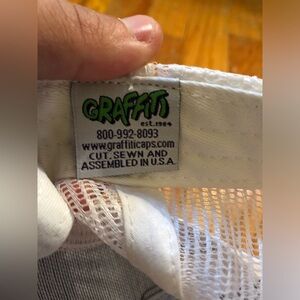 GRAFFITI
est.1984
800-992-8093
www.graffiticaps.com
CUT, SEWN AND
ASSEMBLED IN U.S.A.